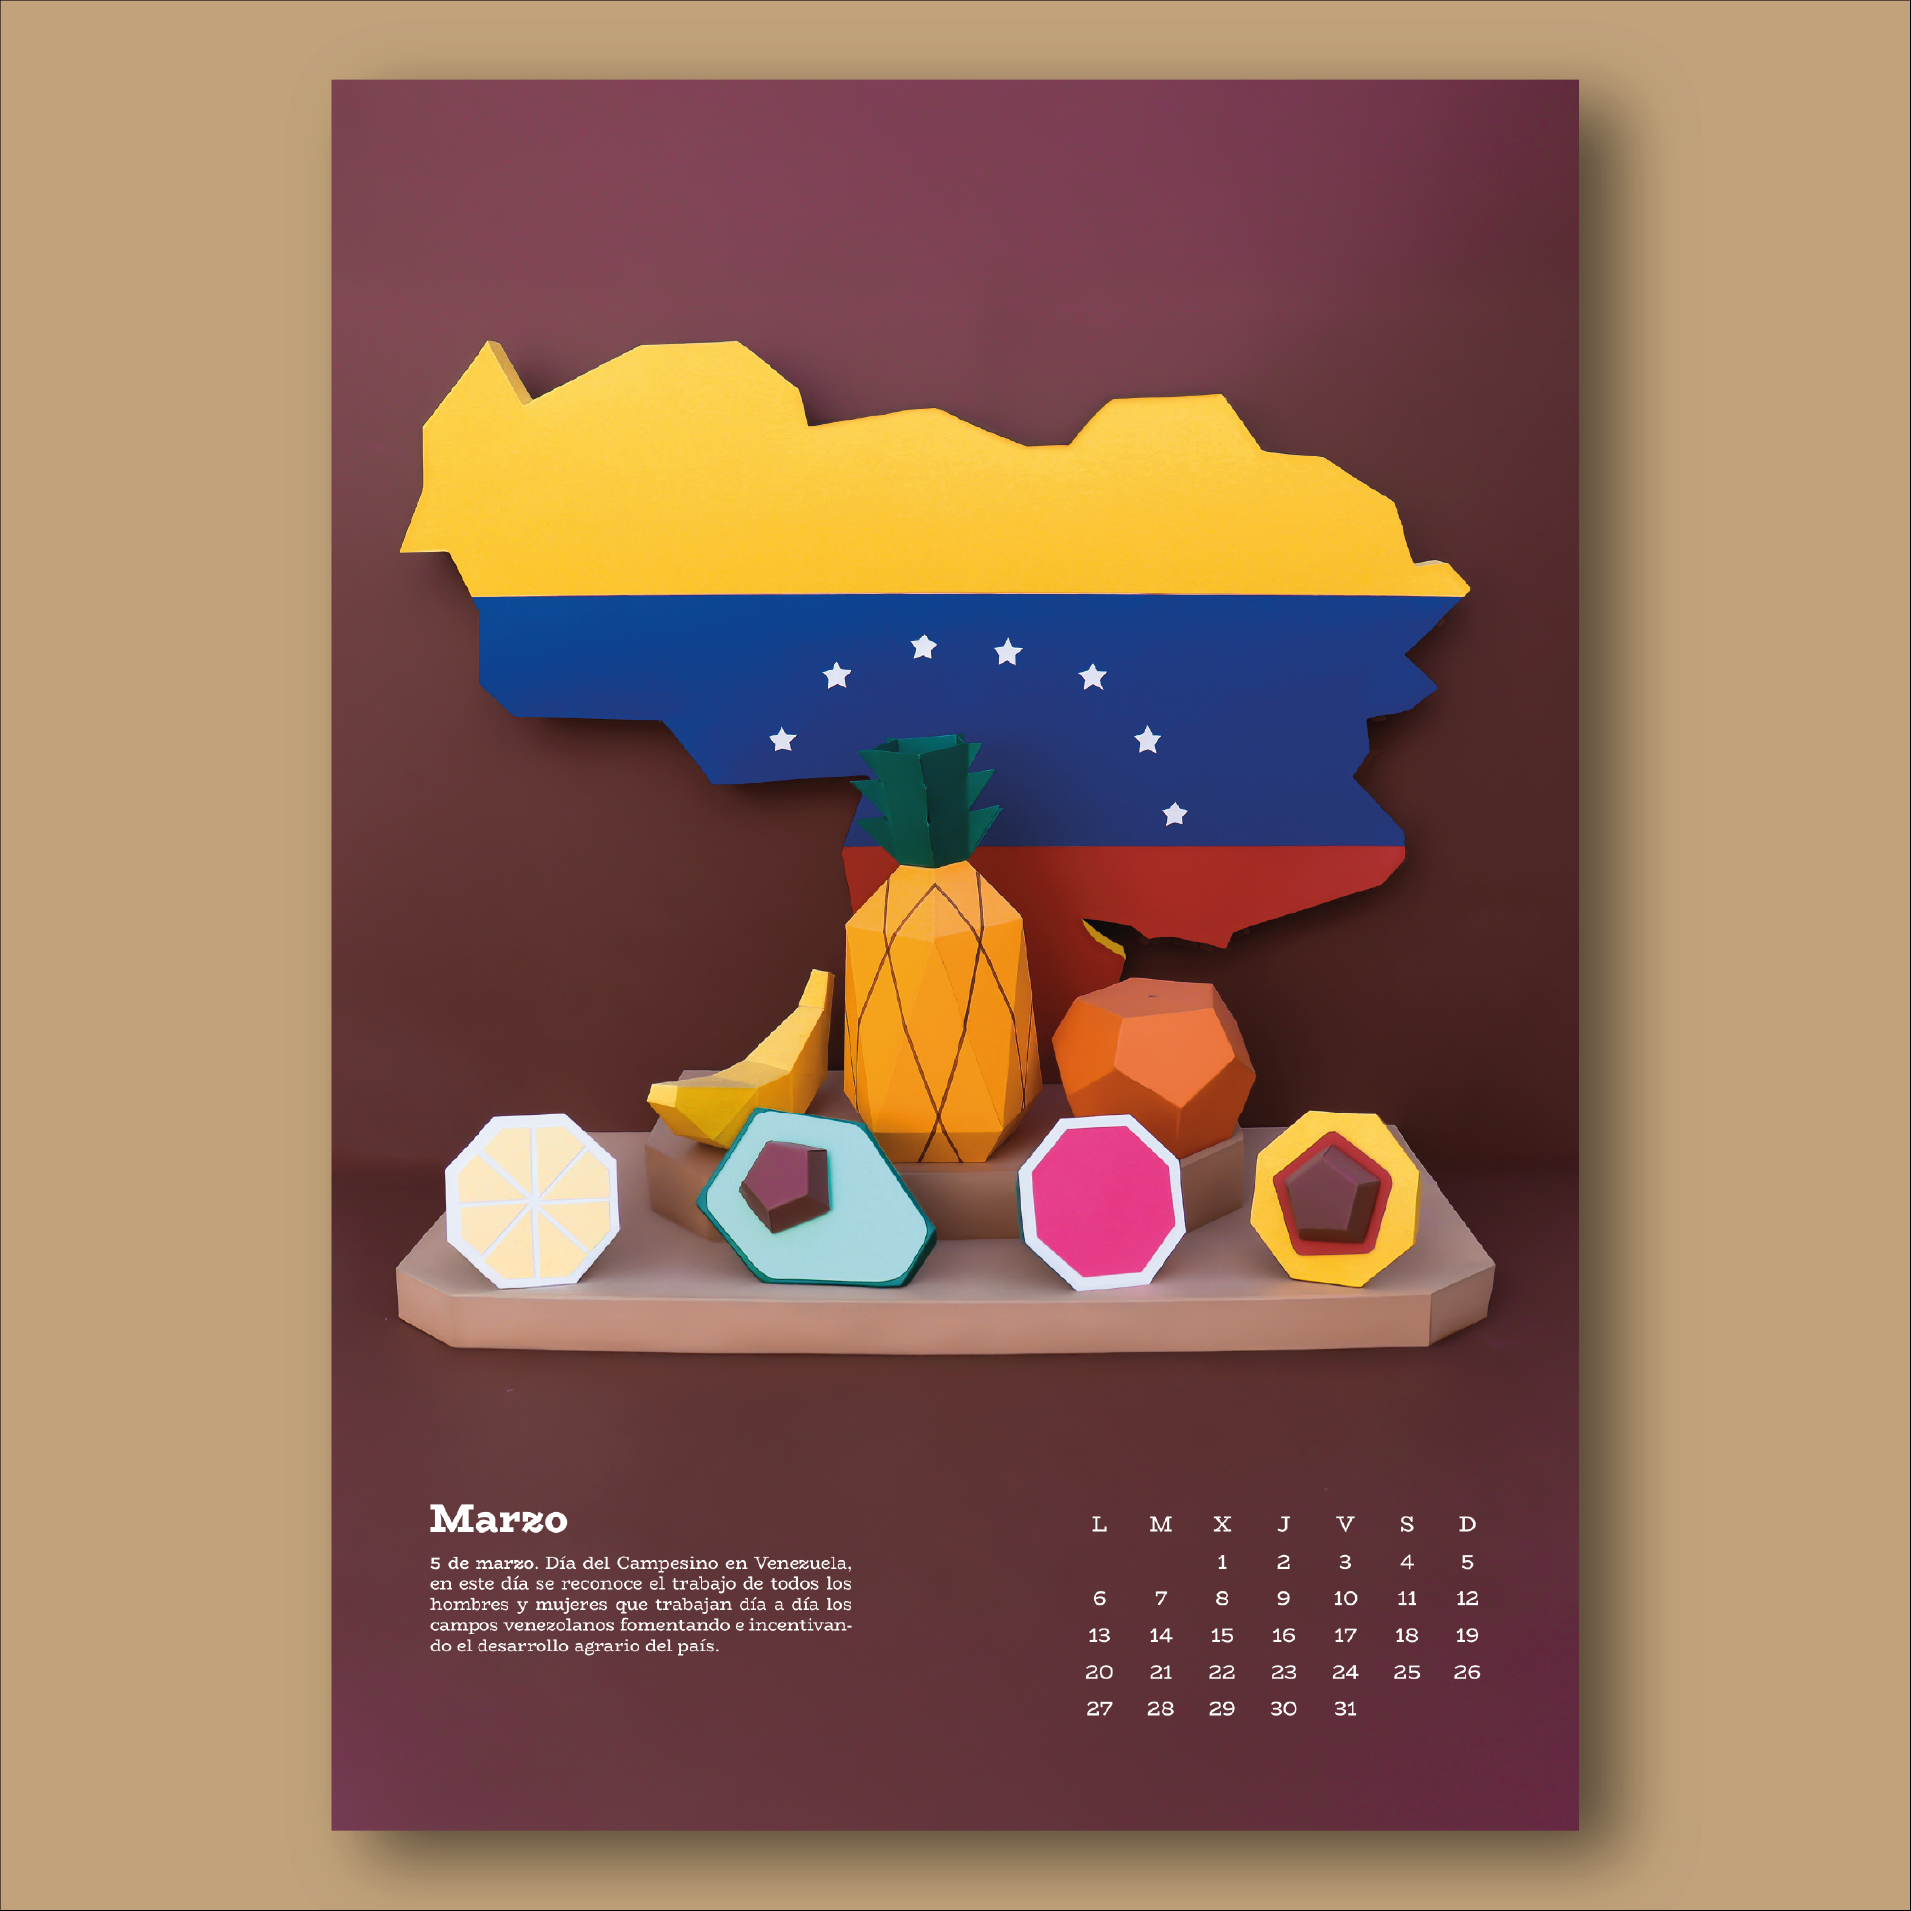 Marzo
5 de marzo. Día del Campesino en Venezuela,
en este día se reconoce el trabajo de todos los
hombres y mujeres que trabajan día a día los
campos venezolanos fomentando e incentivan-
do el desarrollo agrario del país.
L M X J V S D
1 2 3 4 5
6 7 8 9 10 11 12
13 14 15 16 17 18 19
20 21 22 23 24 25 26
27 28 29 30 31